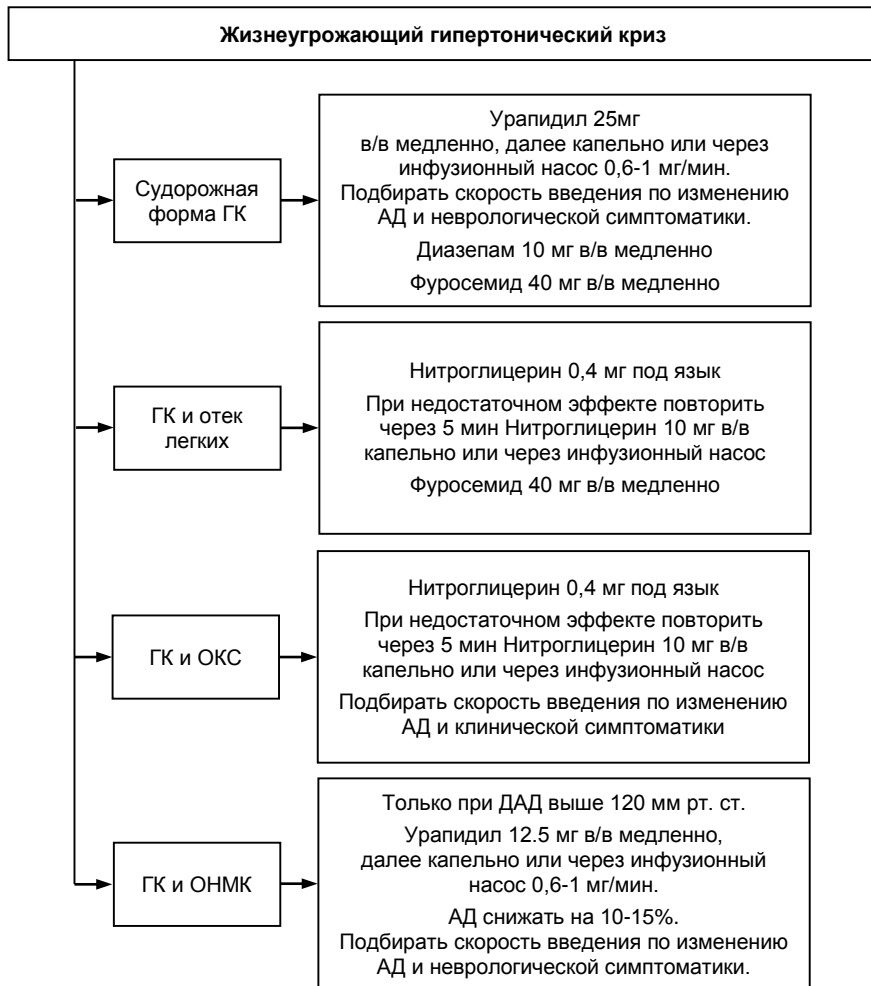 Жизнеугрожающий гипертонический криз
Судорожная
форма ГК
Урапидил 25мг
в/в медленно, далее капельно или через
инфузионный насос 0,6-1 мг/мин.
Подбирать скорость введения по изменению
АД и неврологической симптоматики.
Диазепам 10 мг в/в медленно
Фуросемид 40 мг в/в медленно
ГК и отек
легких
Нитроглицерин 0,4 мг под язык
При недостаточном эффекте повторить
через 5 мин Нитроглицерин 10 мг в/в
капельно или через инфузионный насос
Фуросемид 40 мг в/в медленно
ГК и ОКС
Нитроглицерин 0,4 мг под язык
При недостаточном эффекте повторить
через 5 мин Нитроглицерин 10 мг в/в
капельно или через инфузионный насос
Подбирать скорость введения по изменению
АД и клинической симптоматики
ГК и ОНМК
Только при ДАД выше 120 мм рт. ст.
Урапидил 12.5 мг в/в медленно,
далее капельно или через инфузионный
насос 0,6-1 мг/мин.
АД снижать на 10-15%.
Подбирать скорость введения по изменению
АД и неврологической симптоматики.